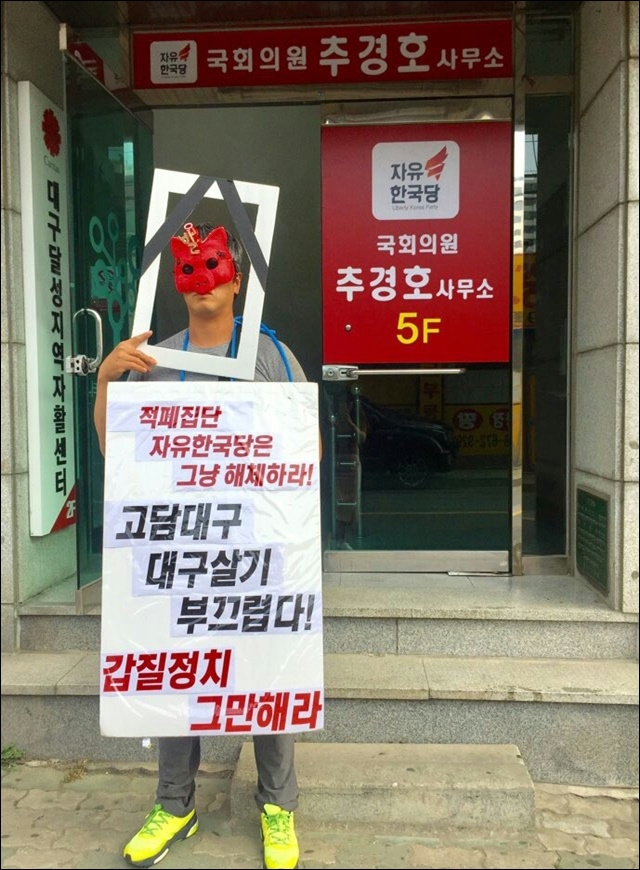 자유
한국당
국회의원 추경호 사무소
Caritas
대구달성지역자활센터
자유
한국당
Liberty Korea Party
국회의원
추경호 사무소
5F
적폐집단
자유한국당은
그냥 해체하라!
고담대구
대구살기
부끄럽다!
갑질정치
그만해라